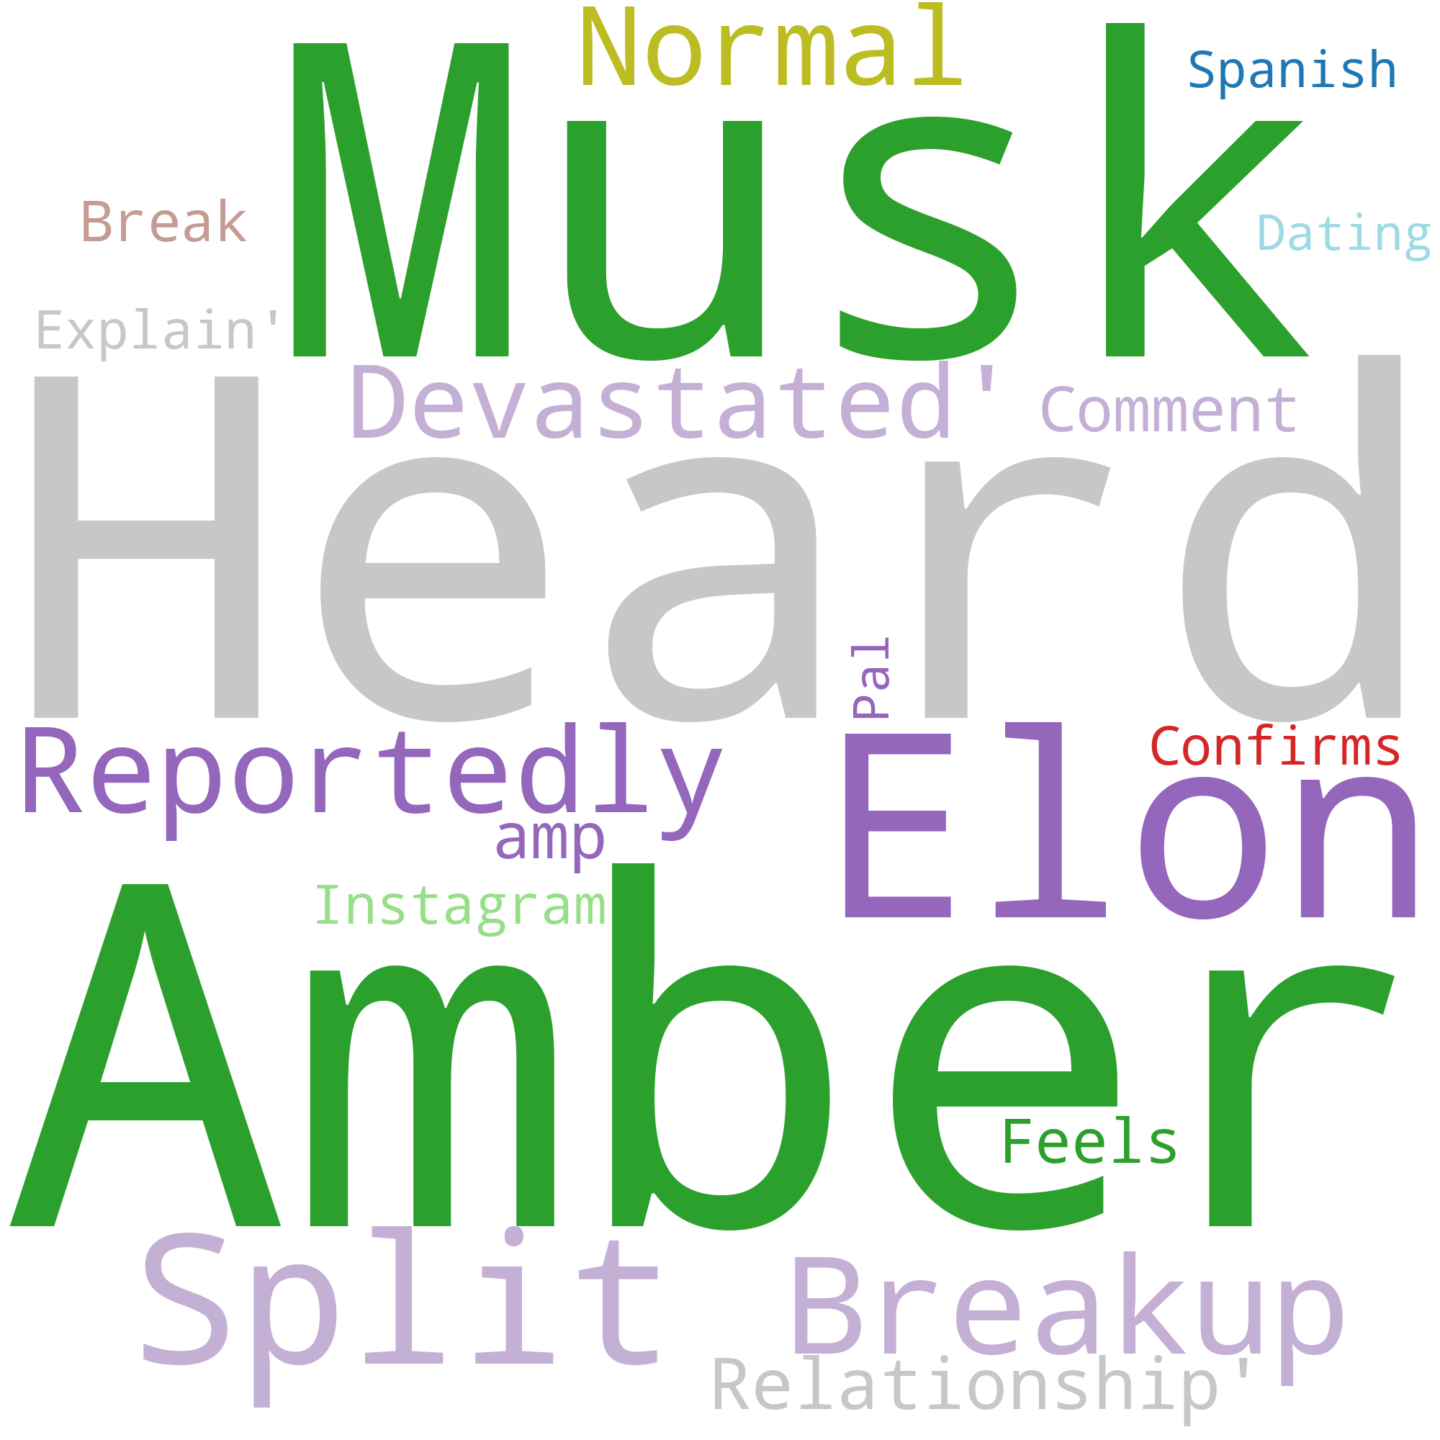 Normal
Musk
Spanish
Break
Dating
Explain'
Devastated'
Comment
Heard
Pal
Reportedly
Elon
Confirms
amp
Instagram
Amber
Feels
Split
Breakup
Relationship'